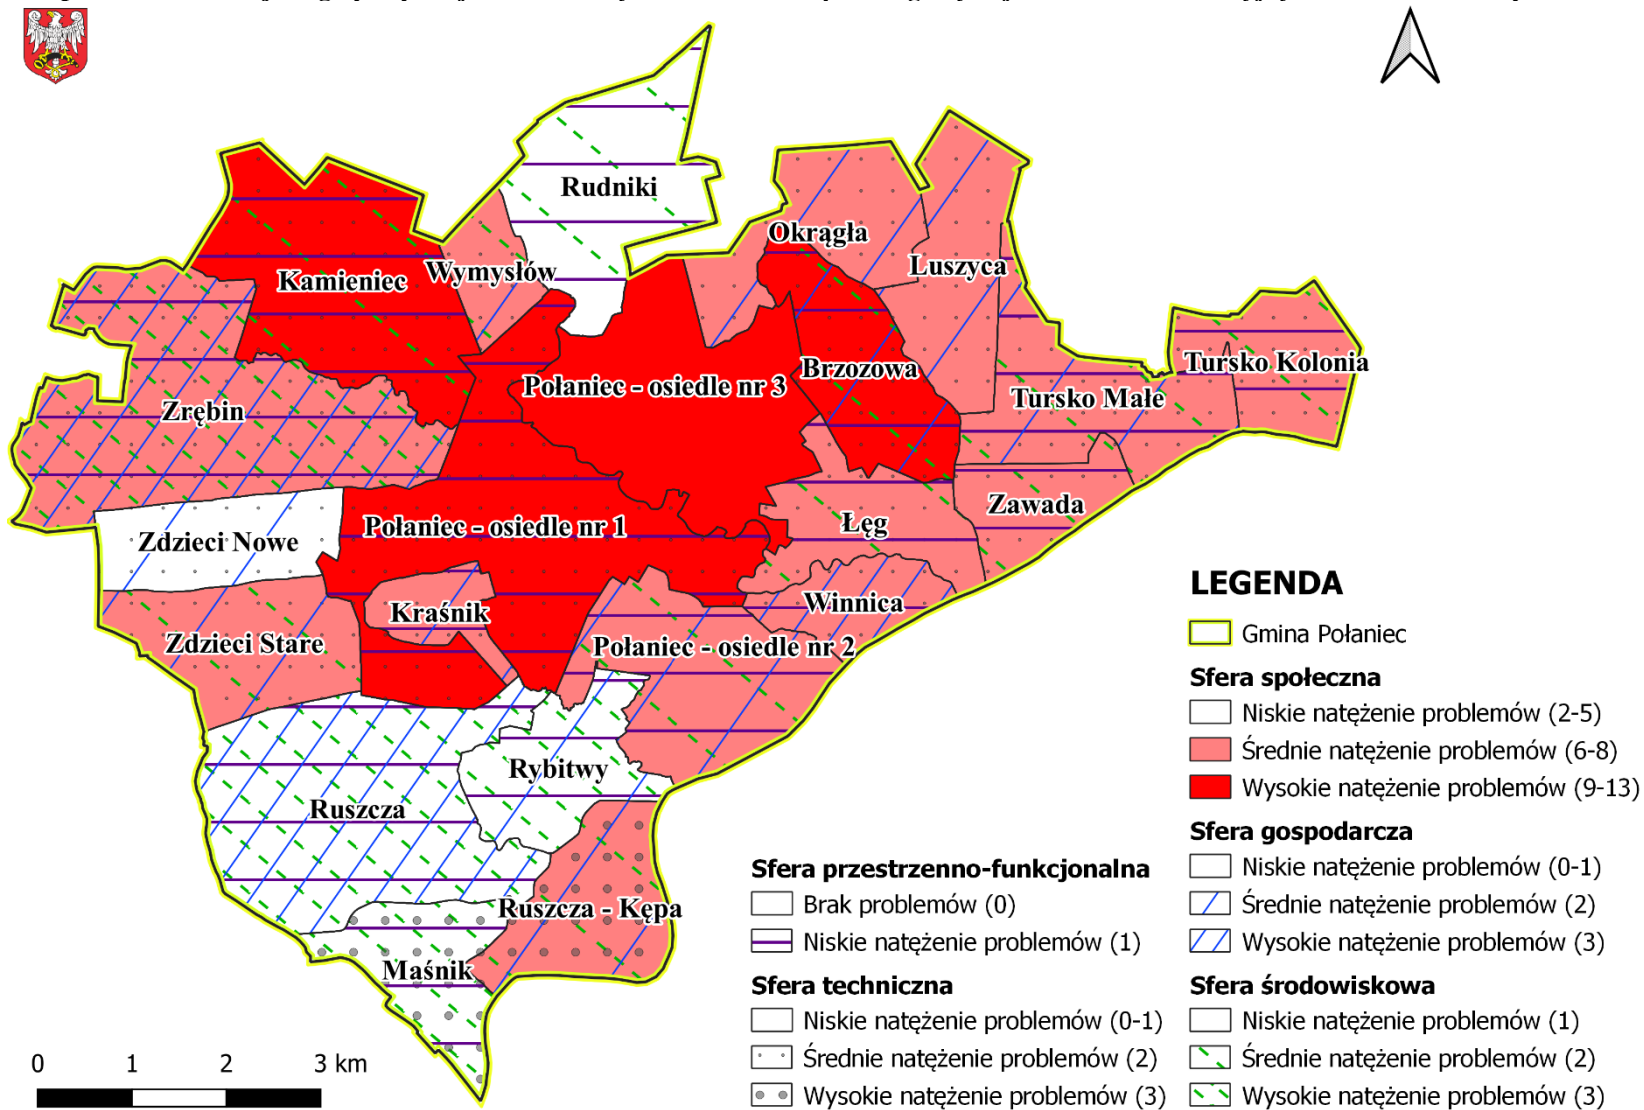 Rudniki
Okrągła
Wymysłów
Kamieniec
Luszyca
Tursko Kolonia
Brzozowa
Połaniec - osiedle nr 3
Tursko Małe
Zrębin
Zawada
Połaniec - osiedle nr 1
Łęg
Zdzieci Nowe
Winnica
Kraśnik
Zdzieci Stare
Połaniec - osiedle nr 2
Rybitwy
Ruszcza
Ruszcza - Kępa
Maśnik
LEGENDA
Gmina Połaniec
Sfera społeczna
Niskie natężenie problemów (2-5)
Średnie natężenie problemów (6-8)
Wysokie natężenie problemów (9-13)
Sfera gospodarcza
Niskie natężenie problemów (0-1)
Średnie natężenie problemów (2)
Wysokie natężenie problemów (3)
Sfera przestrzenno-funkcjonalna
Brak problemów (0)
Niskie natężenie problemów (1)
Sfera techniczna
Niskie natężenie problemów (0-1)
Średnie natężenie problemów (2)
Wysokie natężenie problemów (3)
Sfera środowiskowa
Niskie natężenie problemów (1)
Średnie natężenie problemów (2)
Wysokie natężenie problemów (3)
0 1 2 3 km